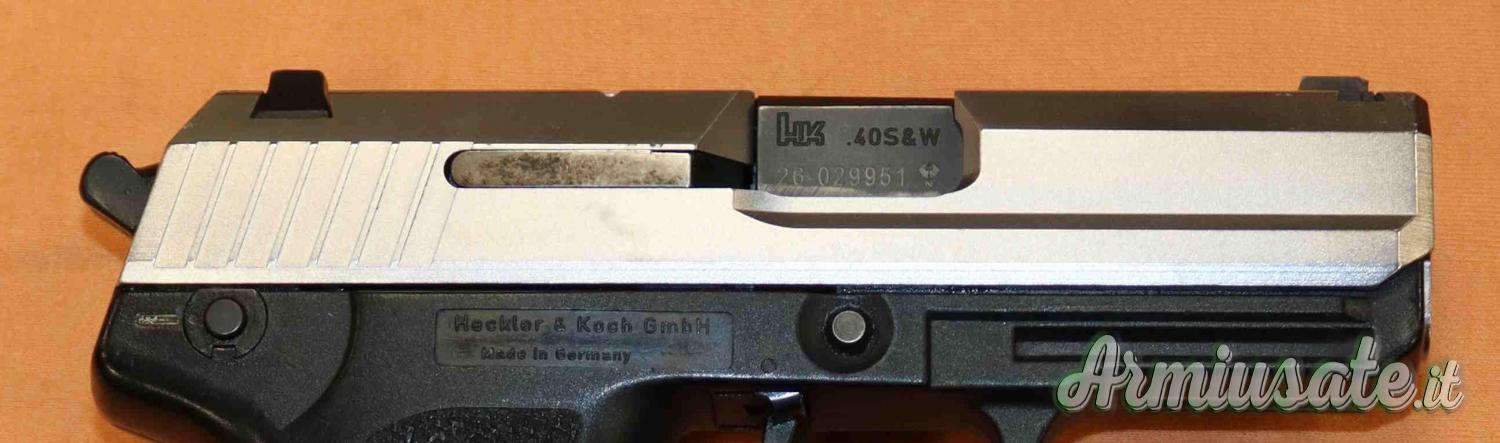 HK .40S&W
26-029951 N
Heckler & Koch GmbH
Made in Germany
Armiusate.it